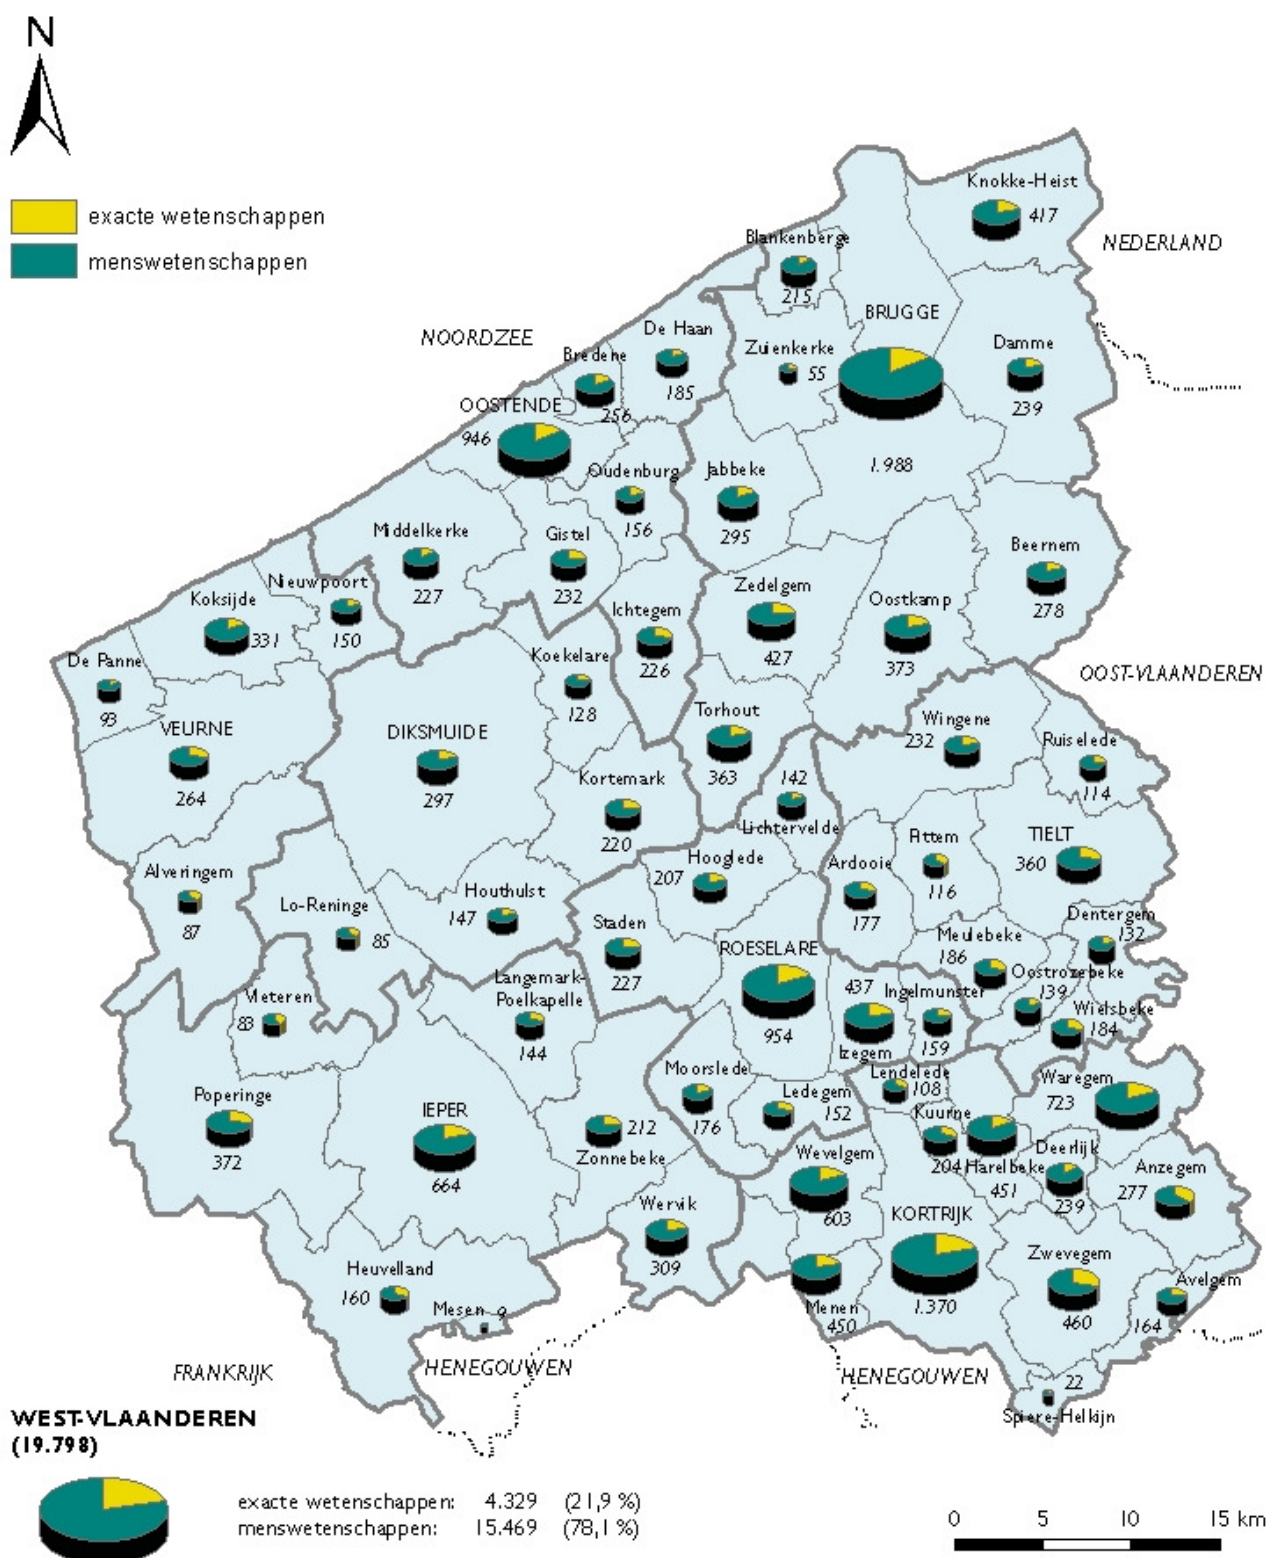 N
exacte wetenschappen
menswetenschappen
Knokke-Heist
417
NEDERLAND
Blankenberge
215
BRUGGE
1.988
NOORDZEE
De Haan
185
Zuienkerke
55
Damme
239
Bredene
256
OOSTENDE
946
Oudenburg
156
Jabbeke
295
Middelkerke
227
Gistel
232
Beernem
278
Nieuwpoort
150
Koksijde
331
Ichtegem
226
Zedelgem
427
Oostkamp
373
De Panne
93
Koekelare
128
OOST-VLAANDEREN
VEURNE
264
DIKSMUIDE
297
Torhout
363
Wingene
232
Ruiselede
114
Kortemark
220
142
Lichtervelde
Hooglede
207
Ardooie
177
Pittem
116
TIELT
360
Alveringem
87
Lo-Reninge
85
Houthulst
147
Staden
227
ROESELARE
954
Meulebeke
186
Dentergem
132
Oostrozebeke
139
Wielsbeke
184
Vleteren
83
Langemark-
Poelkapelle
144
437
Izegem
Ingelmunster
159
Poperinge
372
IEPER
664
212
Zonnebeke
Moorslede
176
Ledegem
152
Lendelede
108
Kuurne
204
Harelbeke
451
Deerlijk
239
Waregem
723
Anzegem
277
Wevelgem
603
Wervik
309
KORTRIJK
1.370
Zwevegem
460
Avelgem
164
Menen
450
Heuvelland
160
Mesen 9
FRANKRIJK
HENEGOUWEN
HENEGOUWEN
22
Spiere-Helkijn
WEST-VLAANDEREN
(19.798)
exacte wetenschappen: 4.329 (21,9 %)
menswetenschappen: 15.469 (78,1 %)
0 5 10 15 km